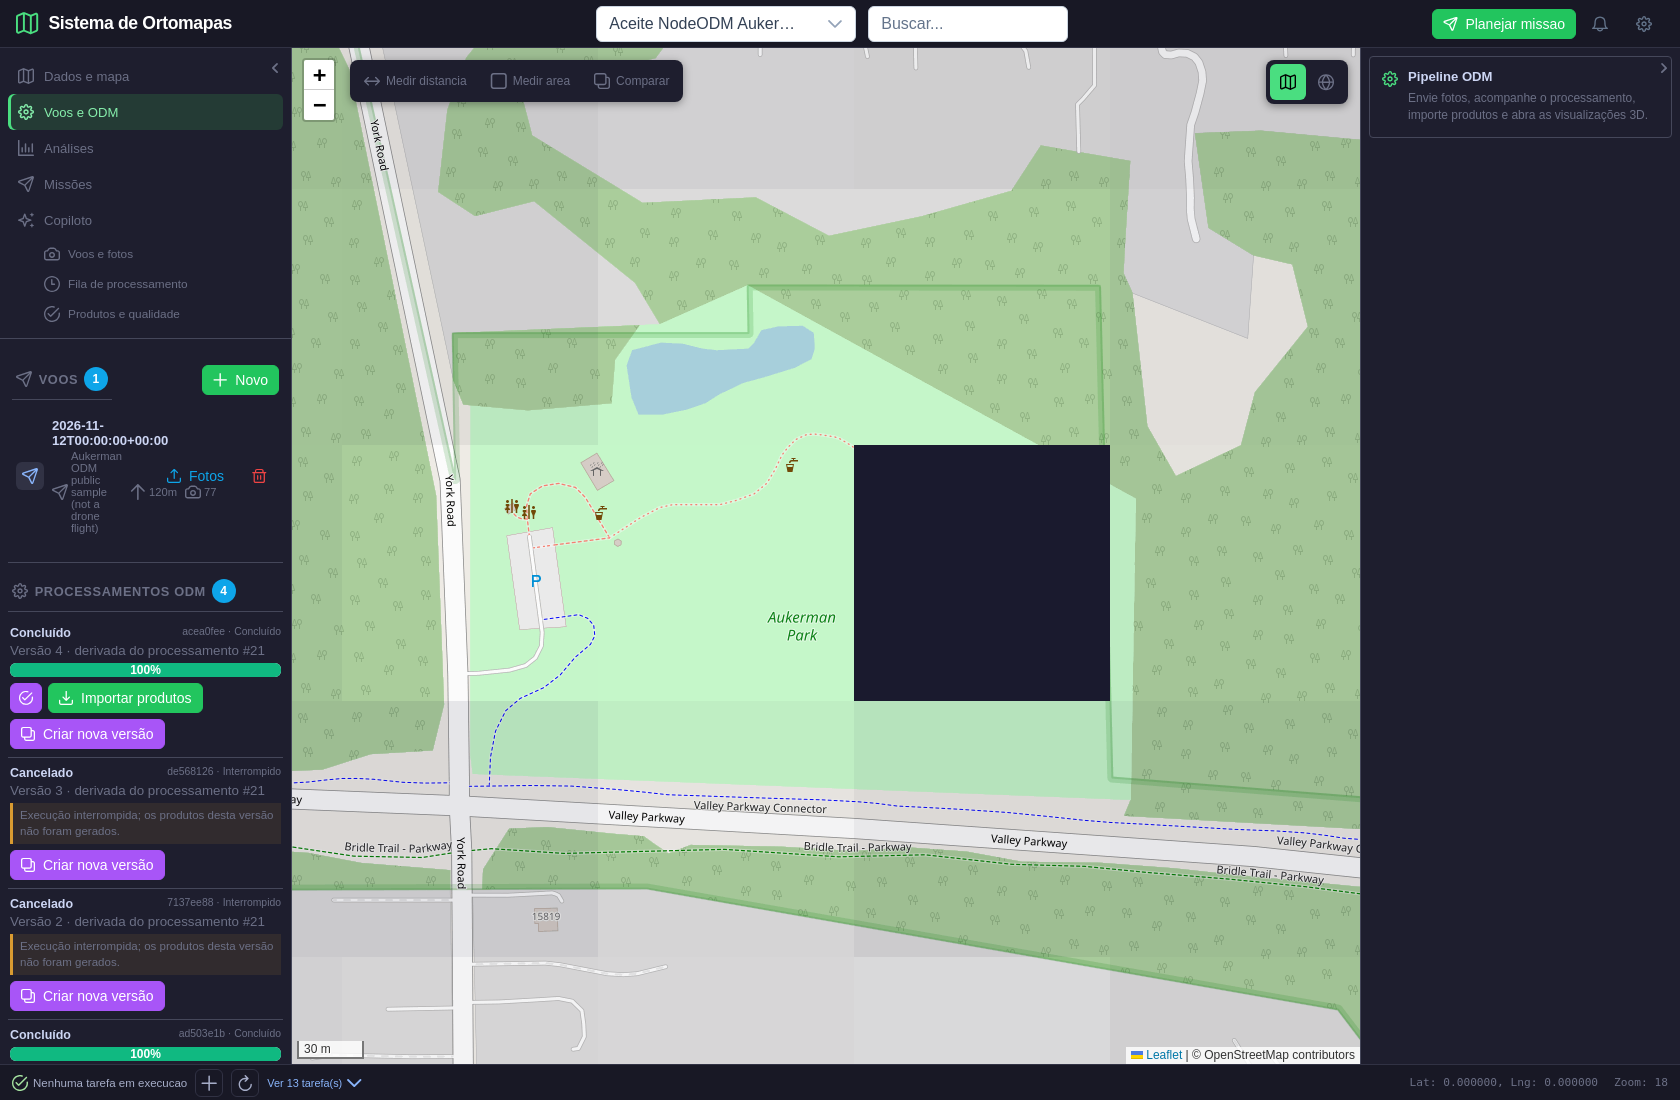 Sistema de Ortomapas
Aceite NodeODM Auker…
Buscar...
Planejar missao
Dados e mapa
Voos e ODM
Análises
Missões
Copiloto
Voos e fotos
Fila de processamento
Produtos e qualidade
VOOS 1
Novo
2026-11-
12T00:00:00+00:00
Aukerman
ODM
public
sample
(not a
drone
flight)
120m
77
Fotos
PROCESSAMENTOS ODM 4
Concluído
acea0fee · Concluído
Versão 4 · derivada do processamento #21
100%
Importar produtos
Criar nova versão
Cancelado
de568126 · Interrompido
Versão 3 · derivada do processamento #21
Execução interrompida; os produtos desta versão
não foram gerados.
Criar nova versão
Cancelado
7137ee88 · Interrompido
Versão 2 · derivada do processamento #21
Execução interrompida; os produtos desta versão
não foram gerados.
Criar nova versão
Concluído
ad503e1b · Concluído
100%
+
−
Medir distancia
Medir area
Comparar
York Road
York Road
P
Aukerman
Park
ay
Valley Parkway Connector
Valley Parkway
Valley Parkway
Valley Parkway C
Bridle Trail - Parkway
Bridle Trail - Parkway
Bridle Trail - Parkway
York Road
15819
30 m
Leaflet | © OpenStreetMap contributors
Pipeline ODM
Envie fotos, acompanhe o processamento,
importe produtos e abra as visualizações 3D.
Nenhuma tarefa em execucao
Ver 13 tarefa(s)
Lat: 0.000000, Lng: 0.000000
Zoom: 18